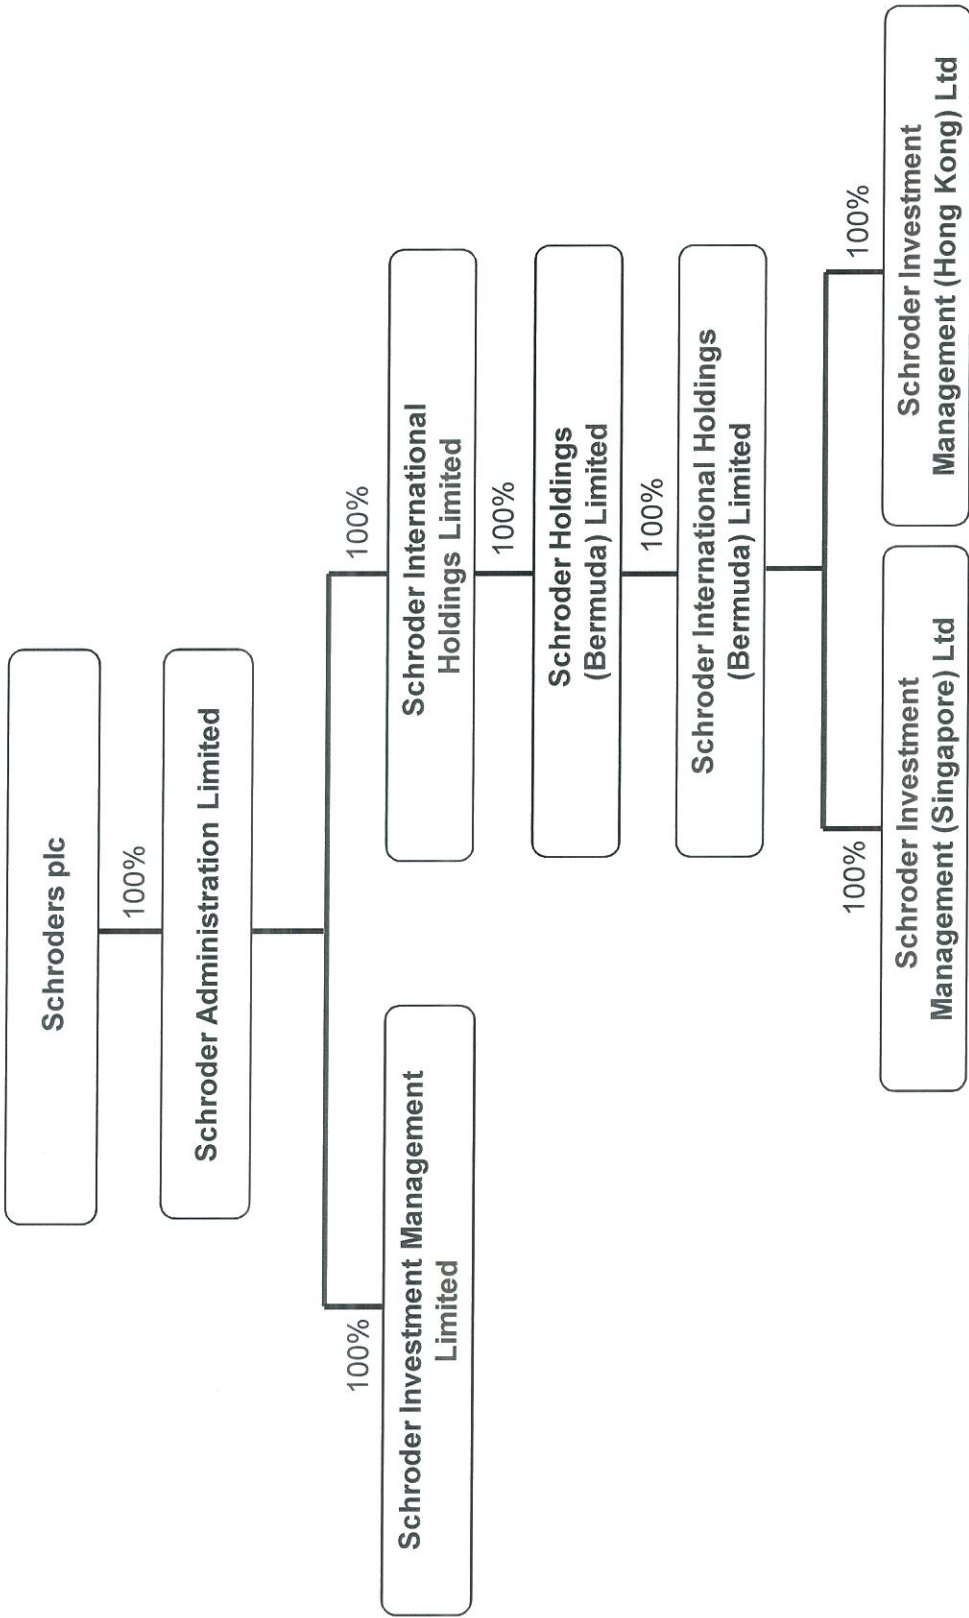 Schroders plc
100%
Schroder Administration Limited
100%
Schroder Investment Management
Limited
100%
Schroder International
Holdings Limited
100%
Schroder Holdings
(Bermuda) Limited
100%
Schroder International Holdings
(Bermuda) Limited
100%
Schroder Investment
Management (Singapore) Ltd
100%
Schroder Investment
Management (Hong Kong) Ltd